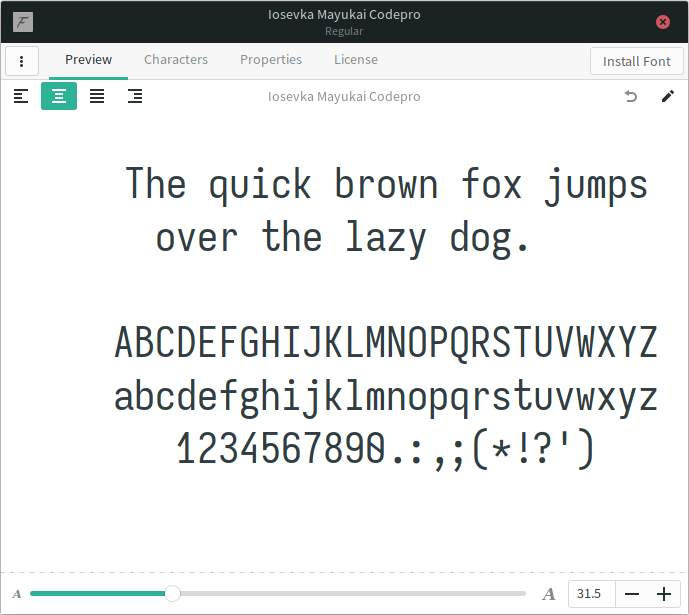 Iosevka Mayukai Codepro
Regular
Preview Characters Properties License Install Font
Iosevka Mayukai Codepro
The quick brown fox jumps
over the lazy dog.
ABCDEFGHIJKLMNOPQRSTUVWXYZ
abcdefghijklmnopqrstuvwxyz
1234567890.:,;(*!?')
A A 31.5